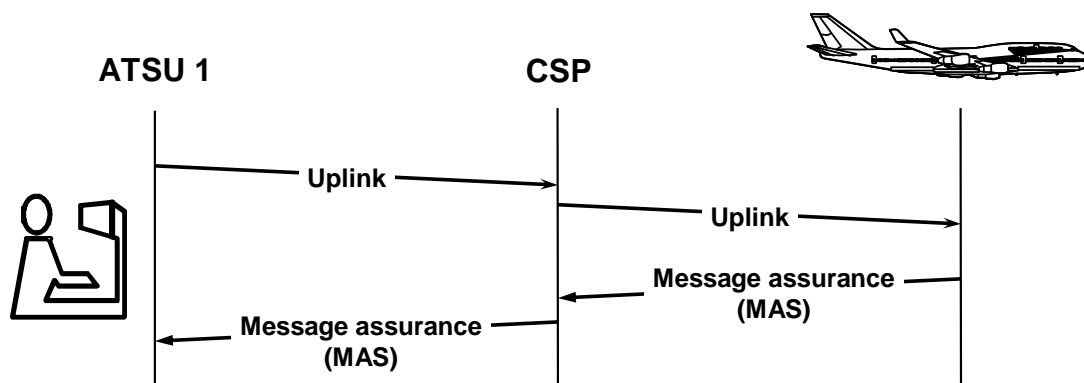 ATSU 1
CSP
Uplink
Uplink
Message assurance
(MAS)
Message assurance
(MAS)